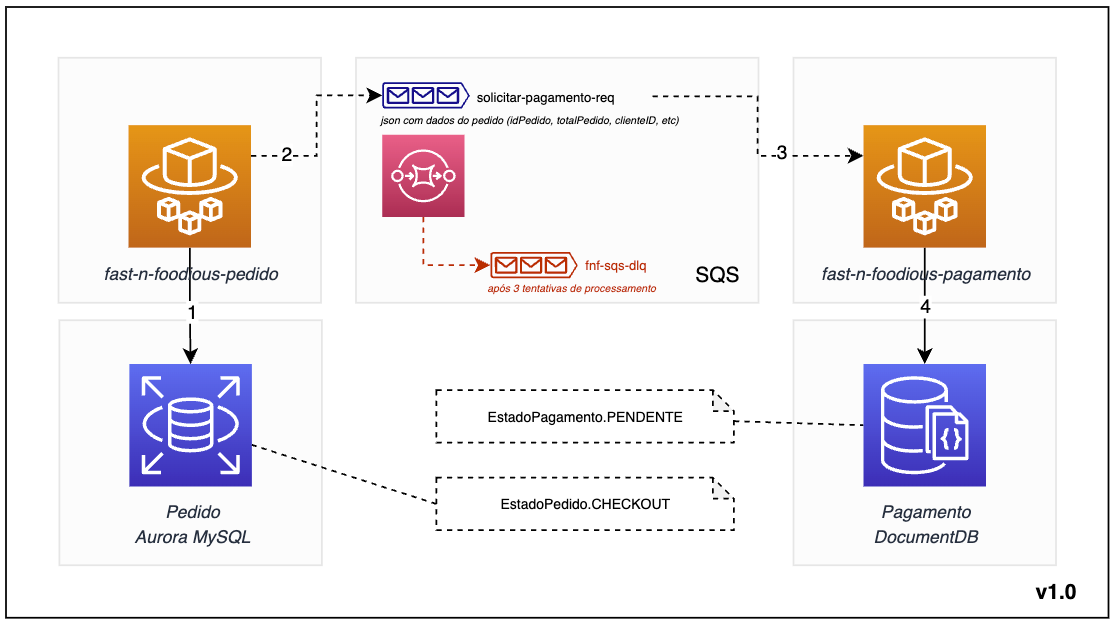 2
solicitar-pagamento-req
json com dados do pedido (idPedido, totalPedido, clienteID, etc)
3
fnf-sqs-dlq
após 3 tentativas de processamento
SQS
fast-n-foodious-pedido
fast-n-foodious-pagamento
1
4
EstadoPagamento.PENDENTE
EstadoPedido.CHECKOUT
Pedido
Aurora MySQL
Pagamento
DocumentDB
v1.0